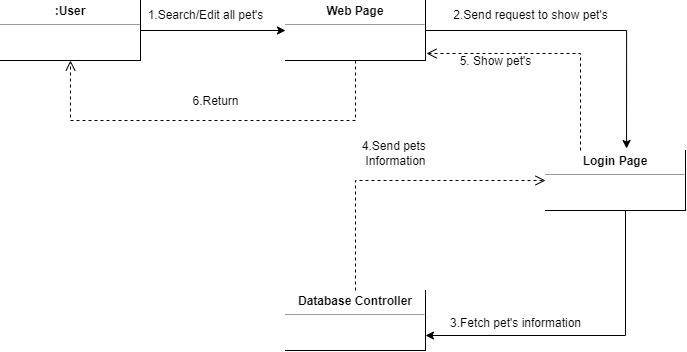 :User
1.Search/Edit all pet's
Web Page
2.Send request to show pet's
5. Show pet's
6.Return
4.Send pets
Information
Login Page
Database Controller
3.Fetch pet's information